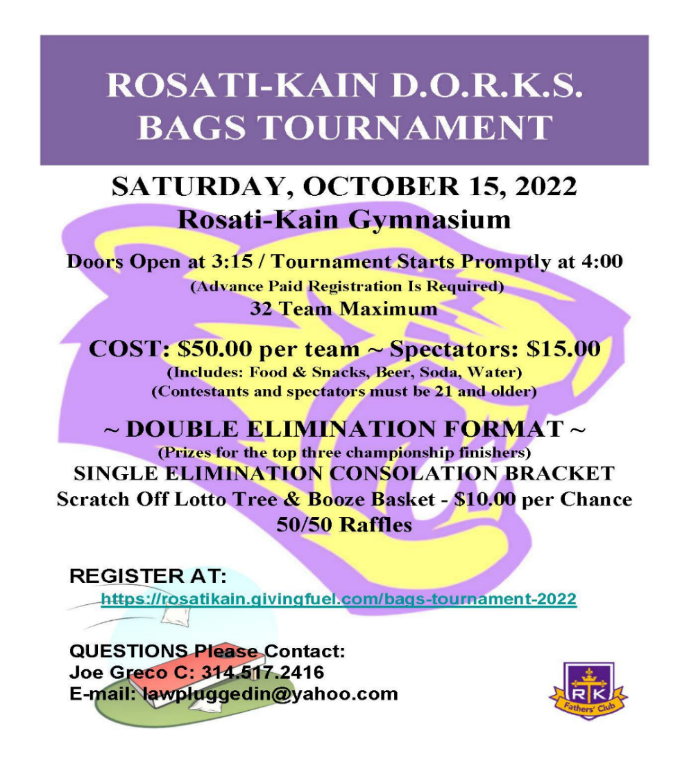 ROSATI-KAIN D.O.R.K.S.
BAGS TOURNAMENT
SATURDAY, OCTOBER 15, 2022
Rosati-Kain Gymnasium
Doors Open at 3:15 / Tournament Starts Promptly at 4:00
(Advance Paid Registration Is Required)
32 Team Maximum
COST: $50.00 per team ~ Spectators: $15.00
(Includes: Food & Snacks, Beer, Soda, Water)
(Contestants and spectators must be 21 and older)
~ DOUBLE ELIMINATION FORMAT ~
(Prizes for the top three championship finishers)
SINGLE ELIMINATION CONSOLATION BRACKET
Scratch Off Lotto Tree & Booze Basket - $10.00 per Chance
50/50 Raffles
REGISTER AT:
https://rosatikain.givingfuel.com/bags-tournament-2022
QUESTIONS Please Contact:
Joe Greco C: 314.517.2416
E-mail: lawpluggedin@yahoo.com
R K
Fathers' Club